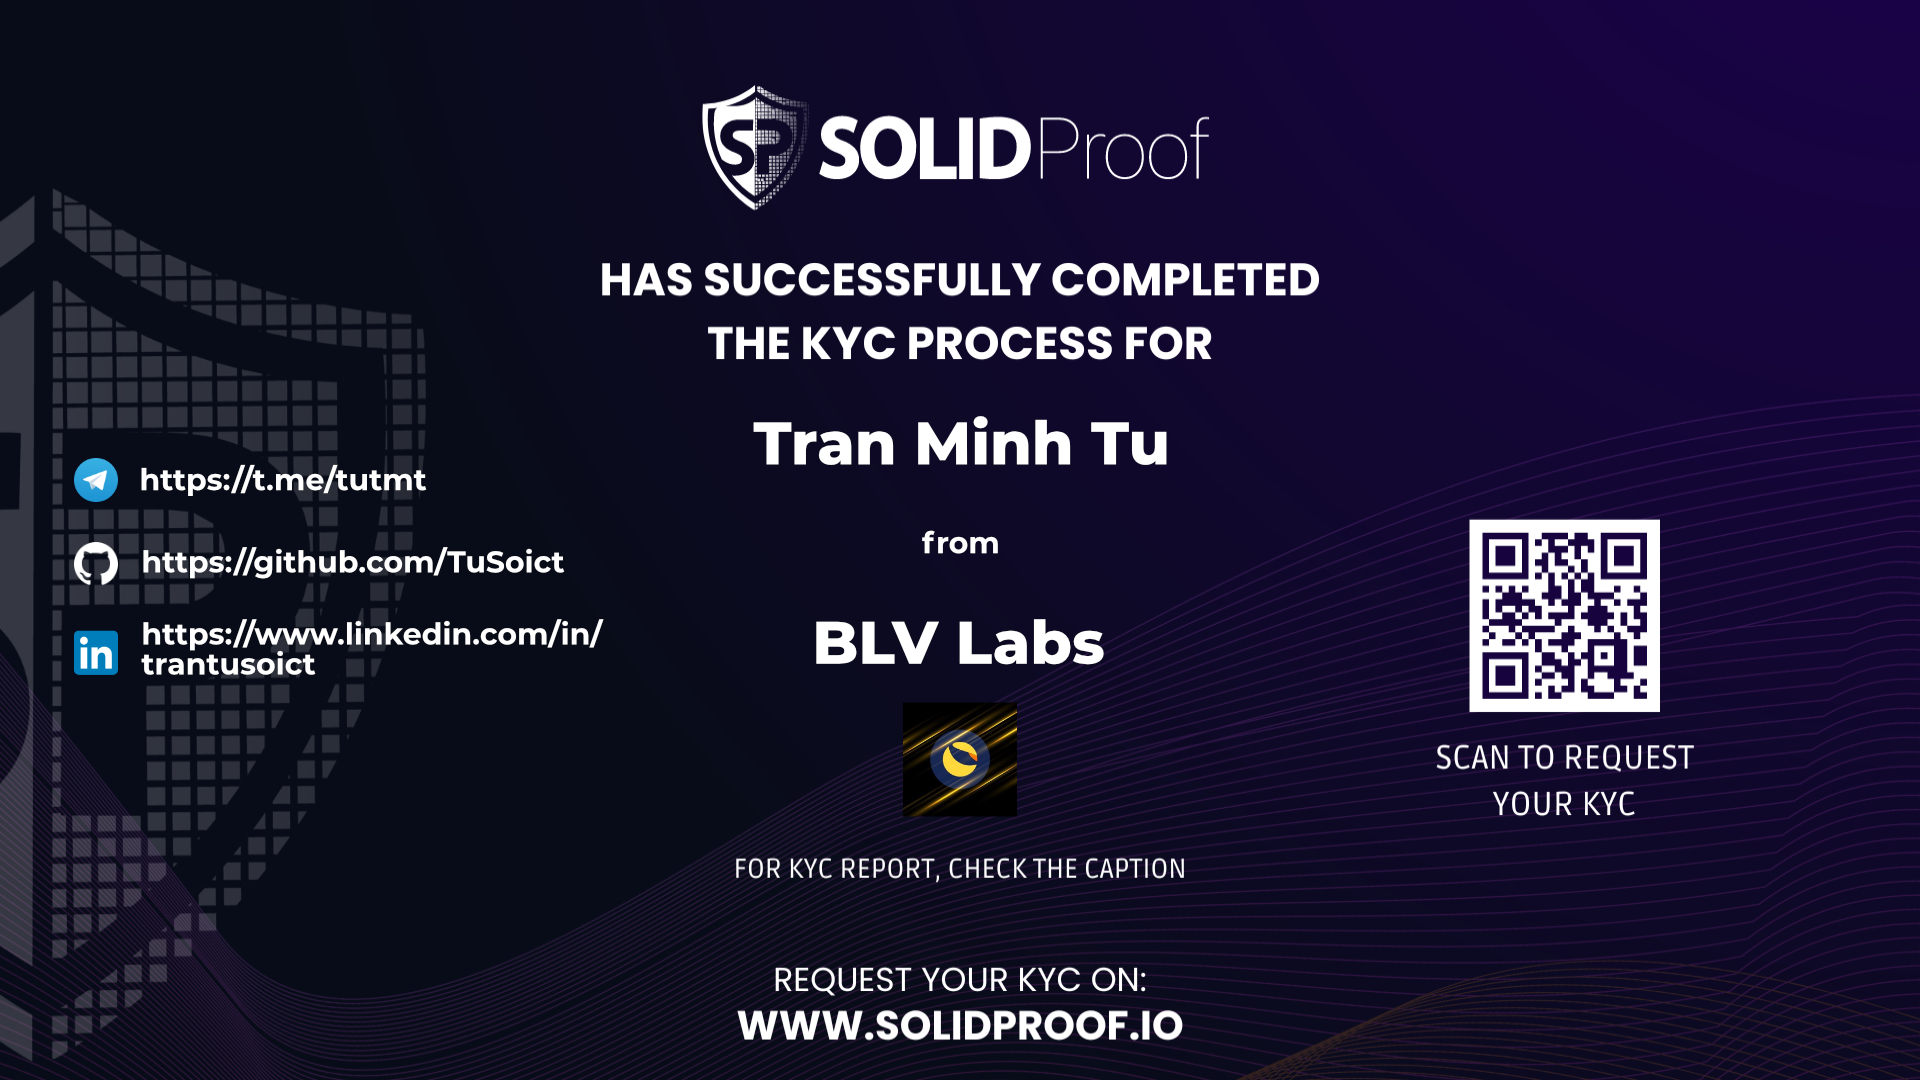 SP SOLIDProof
HAS SUCCESSFULLY COMPLETED
THE KYC PROCESS FOR
Tran Minh Tu
from
BLV Labs
https://t.me/tutmt
https://github.com/TuSoict
in https://www.linkedin.com/in/
trantusoict
SCAN TO REQUEST
YOUR KYC
FOR KYC REPORT, CHECK THE CAPTION
REQUEST YOUR KYC ON:
WWW.SOLIDPROOF.IO